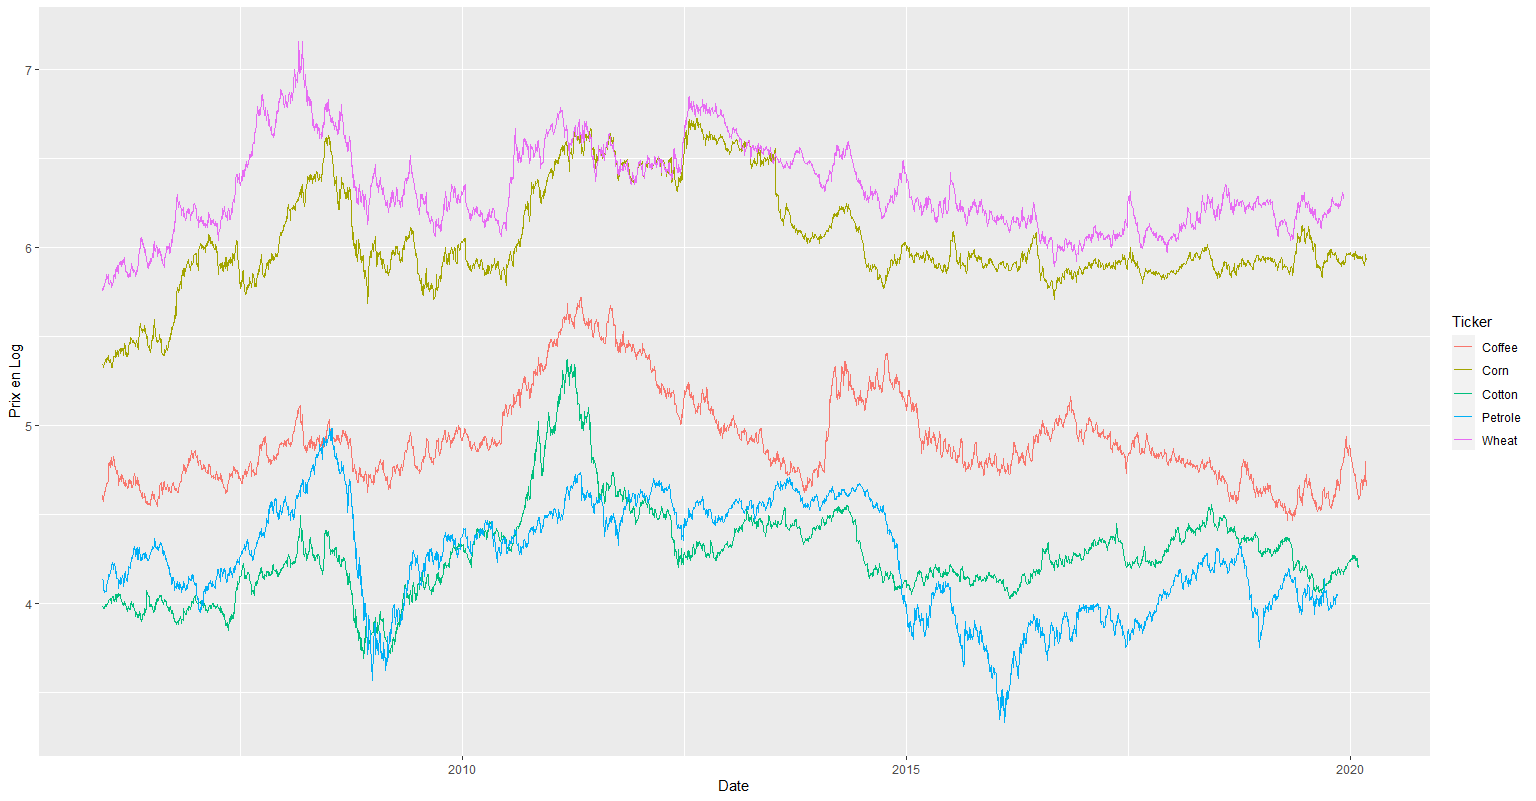 7
6
5
4
Prix en Log
2010
2015
2020
Date
Ticker
Coffee
Corn
Cotton
Petrole
Wheat